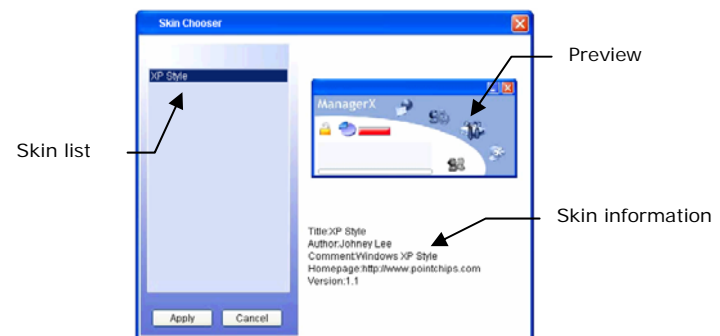 Skin Chooser
Preview
XP Style
ManagerX
Skin list
Skin information
Title:XP Style
Author:Johney Lee
Comment:Windows XP Style
Homepage:http://www.pointchips.com
Version:1.1
Apply
Cancel